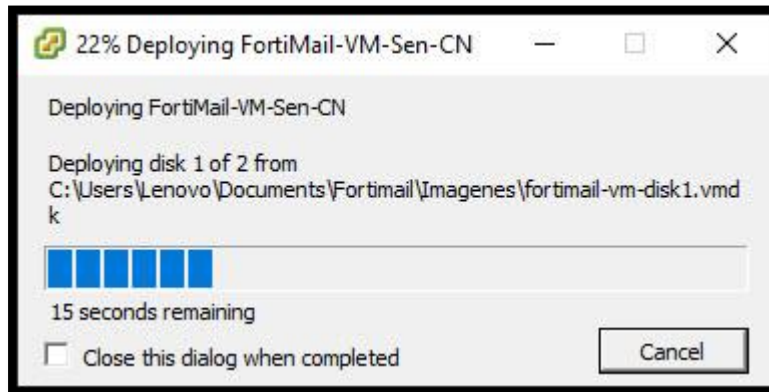 22% Deploying FortiMail-VM-Sen-CN
Deploying FortiMail-VM-Sen-CN
Deploying disk 1 of 2 from
C:\Users\Lenovo\Documents\Fortimail\Imagenes\fortimail-vm-disk1.vmd
k
15 seconds remaining
Close this dialog when completed
Cancel